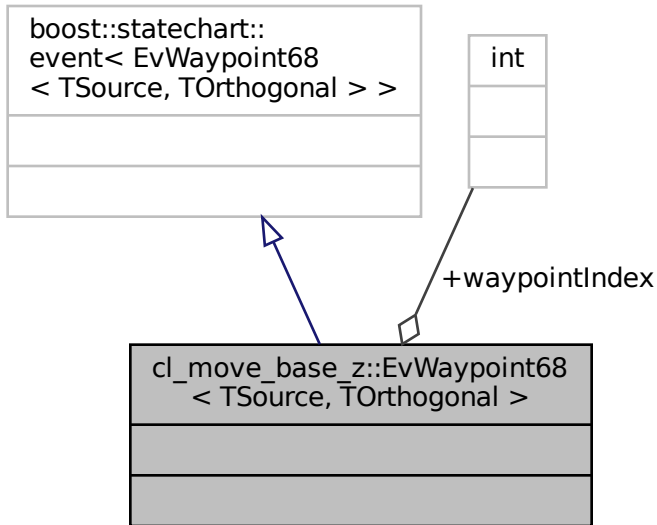 boost::statechart::
event< EvWaypoint68
< TSource, TOrthogonal > >
int
+waypointIndex
cl_move_base_z::EvWaypoint68
< TSource, TOrthogonal >